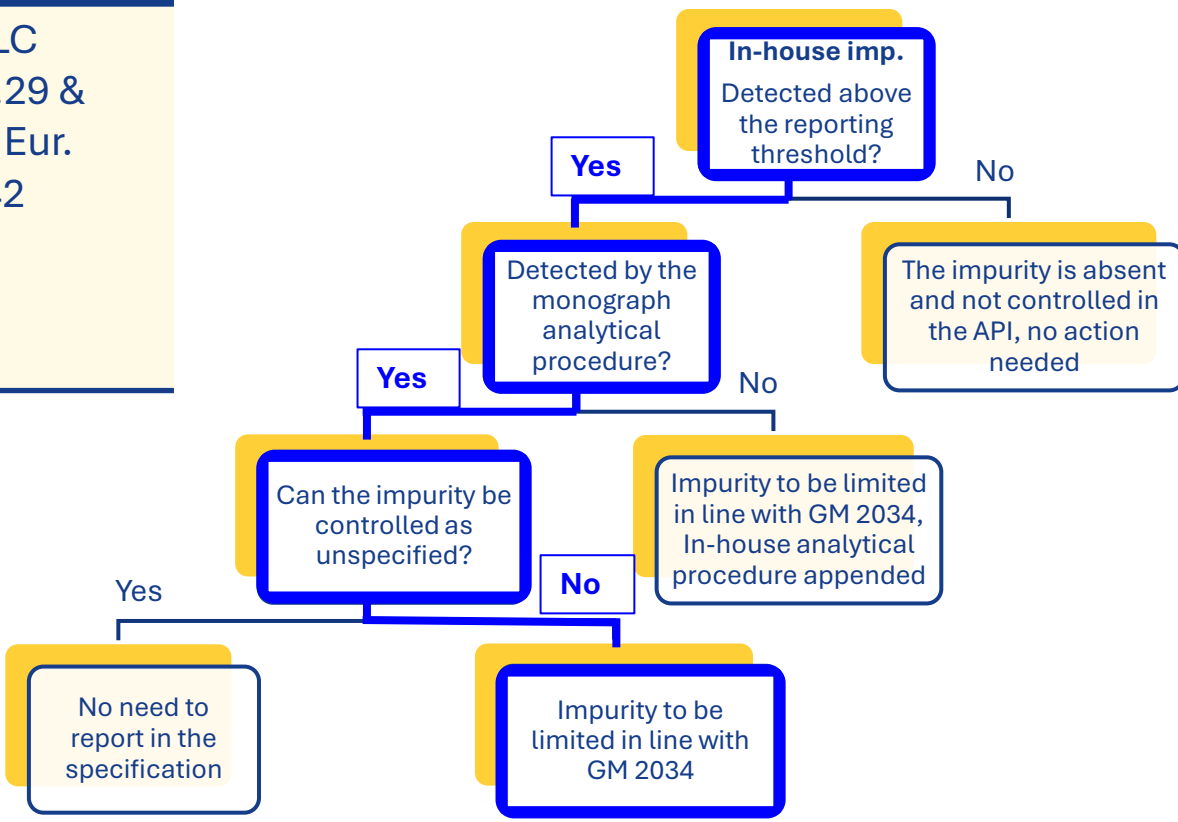 LC
.29 &
Eur.
42
In-house imp.
Detected above
the reporting
threshold?
Yes
No
Detected by the
monograph
analytical
procedure?
The impurity is absent
and not controlled in
the API, no action
needed
Yes
No
Can the impurity be
controlled as
unspecified?
Impurity to be limited
in line with GM 2034,
In-house analytical
procedure appended
Yes
No
No need to
report in the
specification
Impurity to be
limited in line with
GM 2034